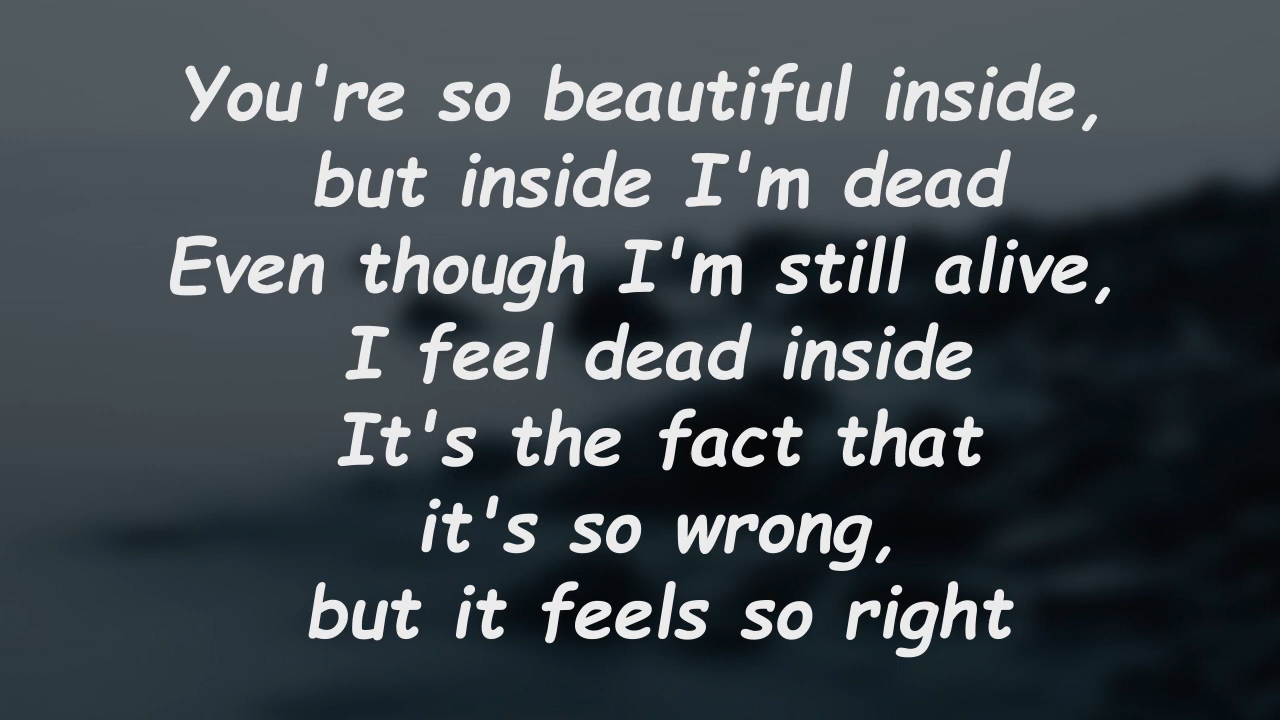 You're so beautiful inside,
but inside I'm dead
Even though I'm still alive,
I feel dead inside
It's the fact that
it's so wrong,
but it feels so right